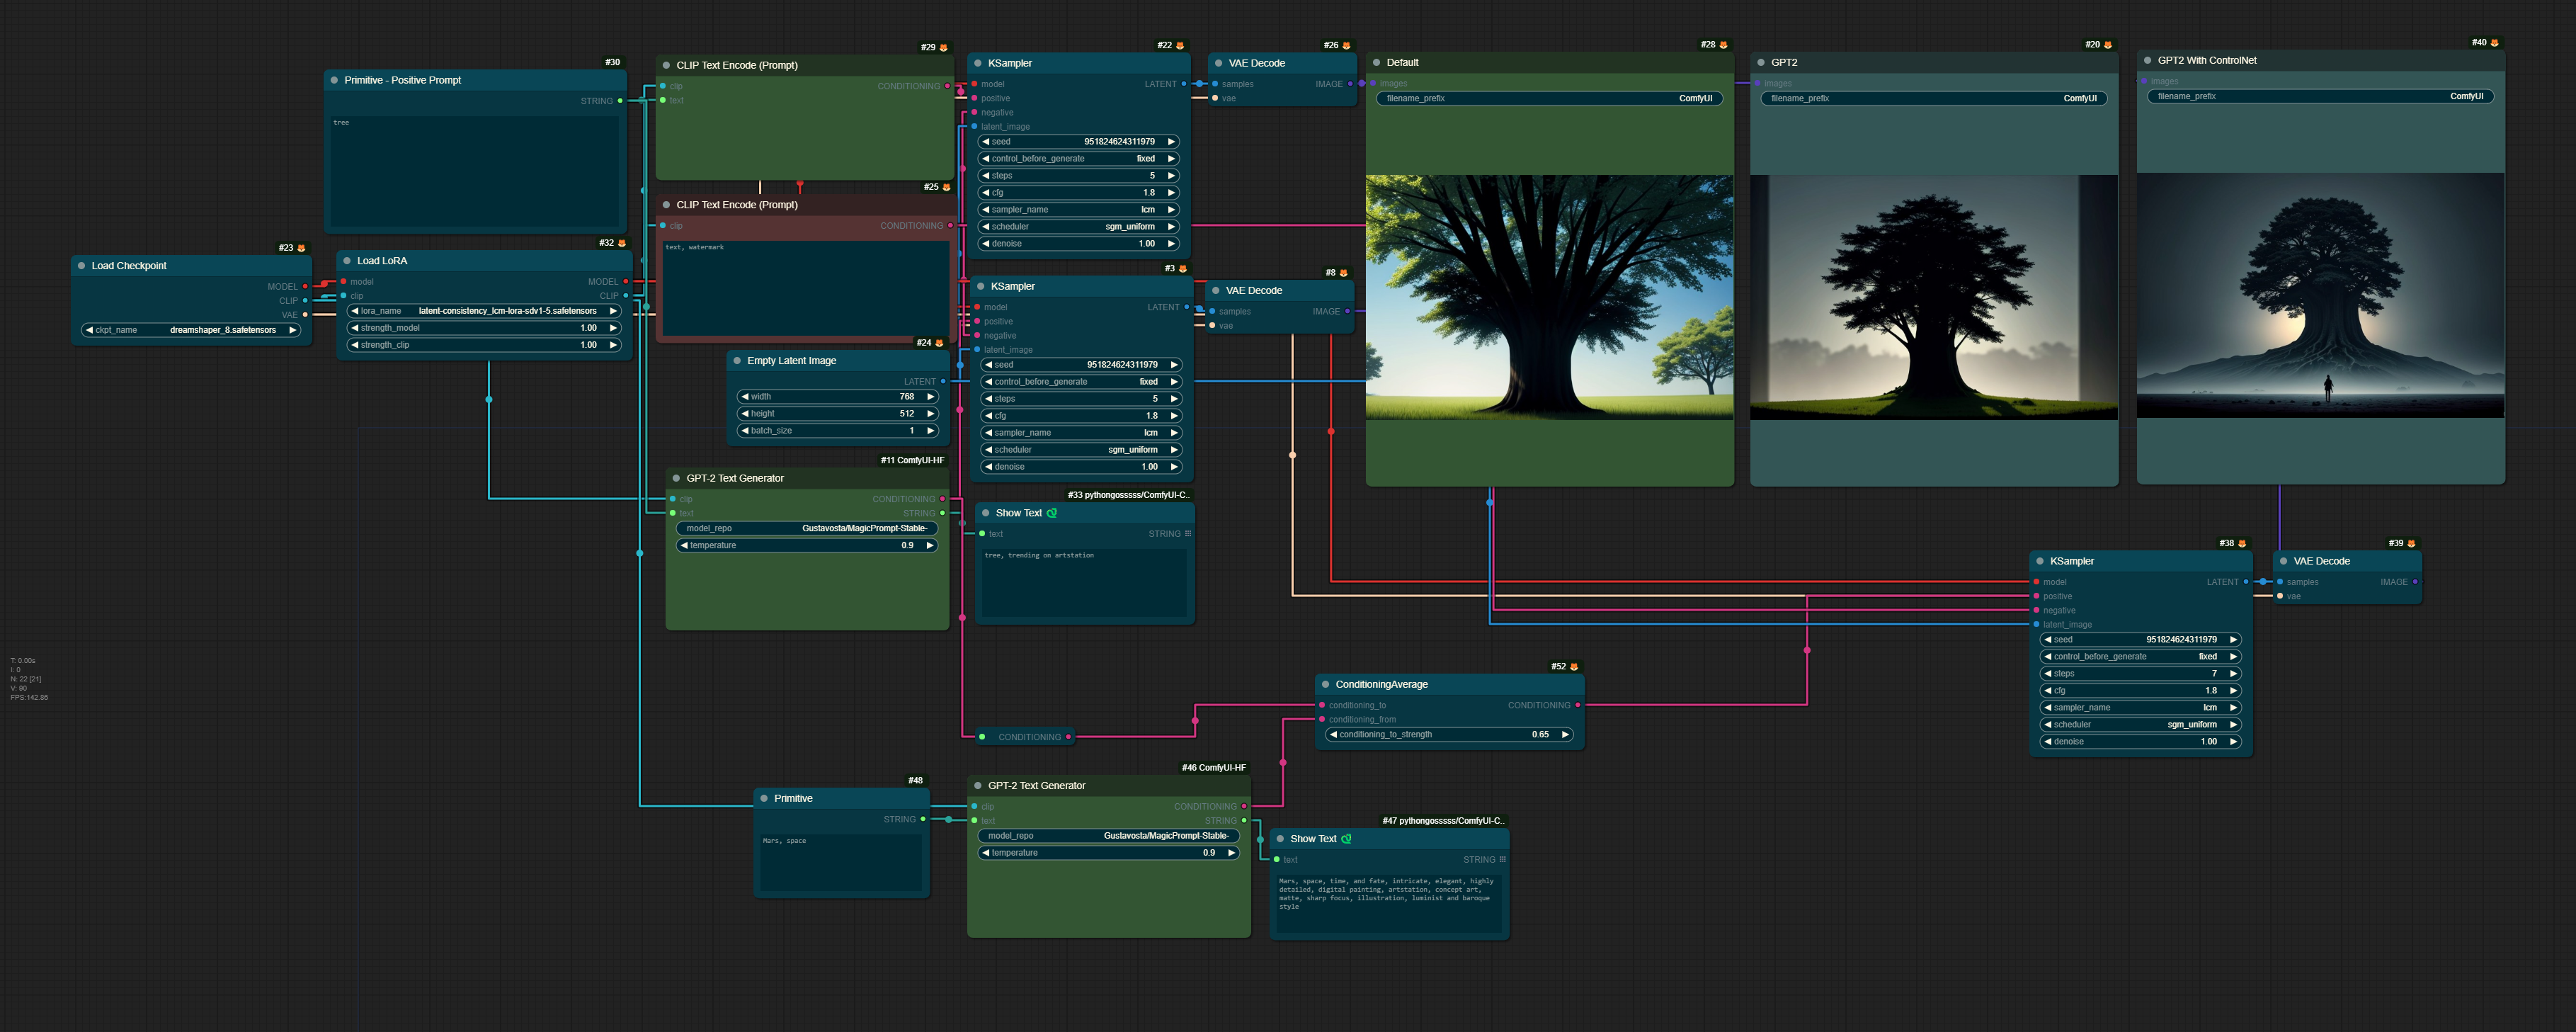 #30
Primitive - Positive Prompt
STRING
tree
#23
Load Checkpoint
MODEL
CLIP
VAE
ckpt_name dreamshaper_8.safetensors
#32
Load LoRA
model MODEL
clip CLIP
lora_name latent-consistency_lcm-lora-sdv1-5.safetensors
strength_model 1.00
strength_clip 1.00
#29
CLIP Text Encode (Prompt)
clip CONDITIONING
text
#25
CLIP Text Encode (Prompt)
clip CONDITIONING
text, watermark
#24
Empty Latent Image
LATENT
width 768
height 512
batch_size 1
#11 ComfyUI-HF
GPT-2 Text Generator
clip CONDITIONING
text STRING
model_repo Gustavosta/MagicPrompt-Stable-
temperature 0.9
#22
KSampler
model LATENT
positive
negative
latent_image
seed 951824624311979
control_before_generate fixed
steps 5
cfg 1.8
sampler_name lcm
scheduler sgm_uniform
denoise 1.00
#3
KSampler
model LATENT
positive
negative
latent_image
seed 951824624311979
control_before_generate fixed
steps 5
cfg 1.8
sampler_name lcm
scheduler sgm_uniform
denoise 1.00
#33 pythongosssss/ComfyUI-C..
Show Text
text STRING
tree, trending on artstation
#26
VAE Decode
samples IMAGE
vae
#8
VAE Decode
samples IMAGE
vae
#28
Default
images
filename_prefix ComfyUI
#20
GPT2
images
filename_prefix ComfyUI
#40
GPT2 With ControlNet
images
filename_prefix ComfyUI
#38
KSampler
model LATENT
positive
negative
latent_image
seed 951824624311979
control_before_generate fixed
steps 7
cfg 1.8
sampler_name lcm
scheduler sgm_uniform
denoise 1.00
#39
VAE Decode
samples IMAGE
vae
T: 0.00s
I: 0
N: 22 [21]
V: 90
FPS:142.86
#52
ConditioningAverage
conditioning_to CONDITIONING
conditioning_from
conditioning_to_strength 0.65
CONDITIONING
#48
Primitive
STRING
Mars, space
#46 ComfyUI-HF
GPT-2 Text Generator
clip CONDITIONING
text STRING
model_repo Gustavosta/MagicPrompt-Stable-
temperature 0.9
#47 pythongosssss/ComfyUI-C..
Show Text
text STRING
Mars, space, time, and fate, intricate, elegant, highly
detailed, digital painting, artstation, concept art,
matte, sharp focus, illustration, luminist and baroque
style